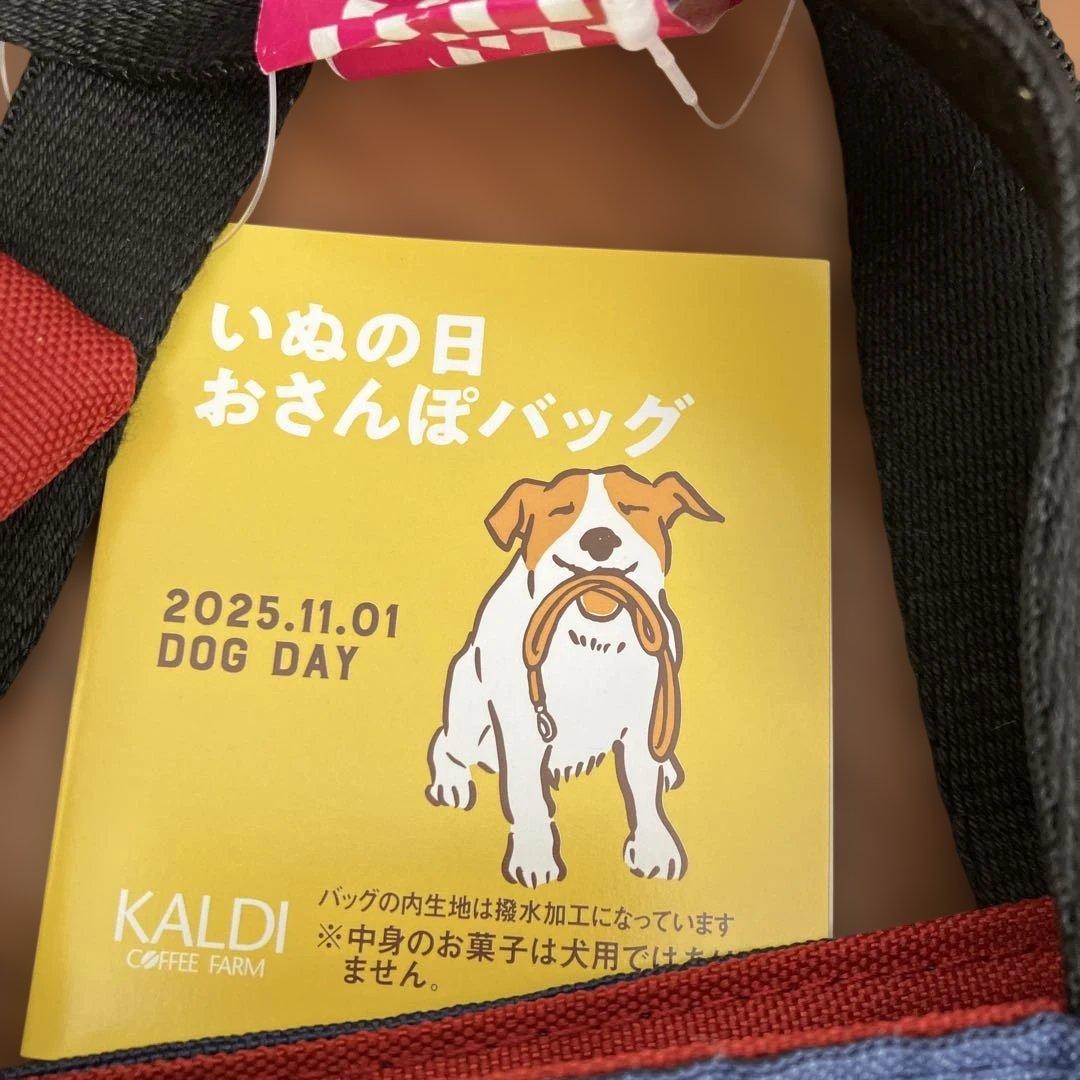 いぬの日
おさんぽバッグ
2025.11.01
DOG DAY
KALDI
COFFEE FARM
バッグの内生地は撥水加工になっています
※中身のお菓子は犬用ではあり
ません。